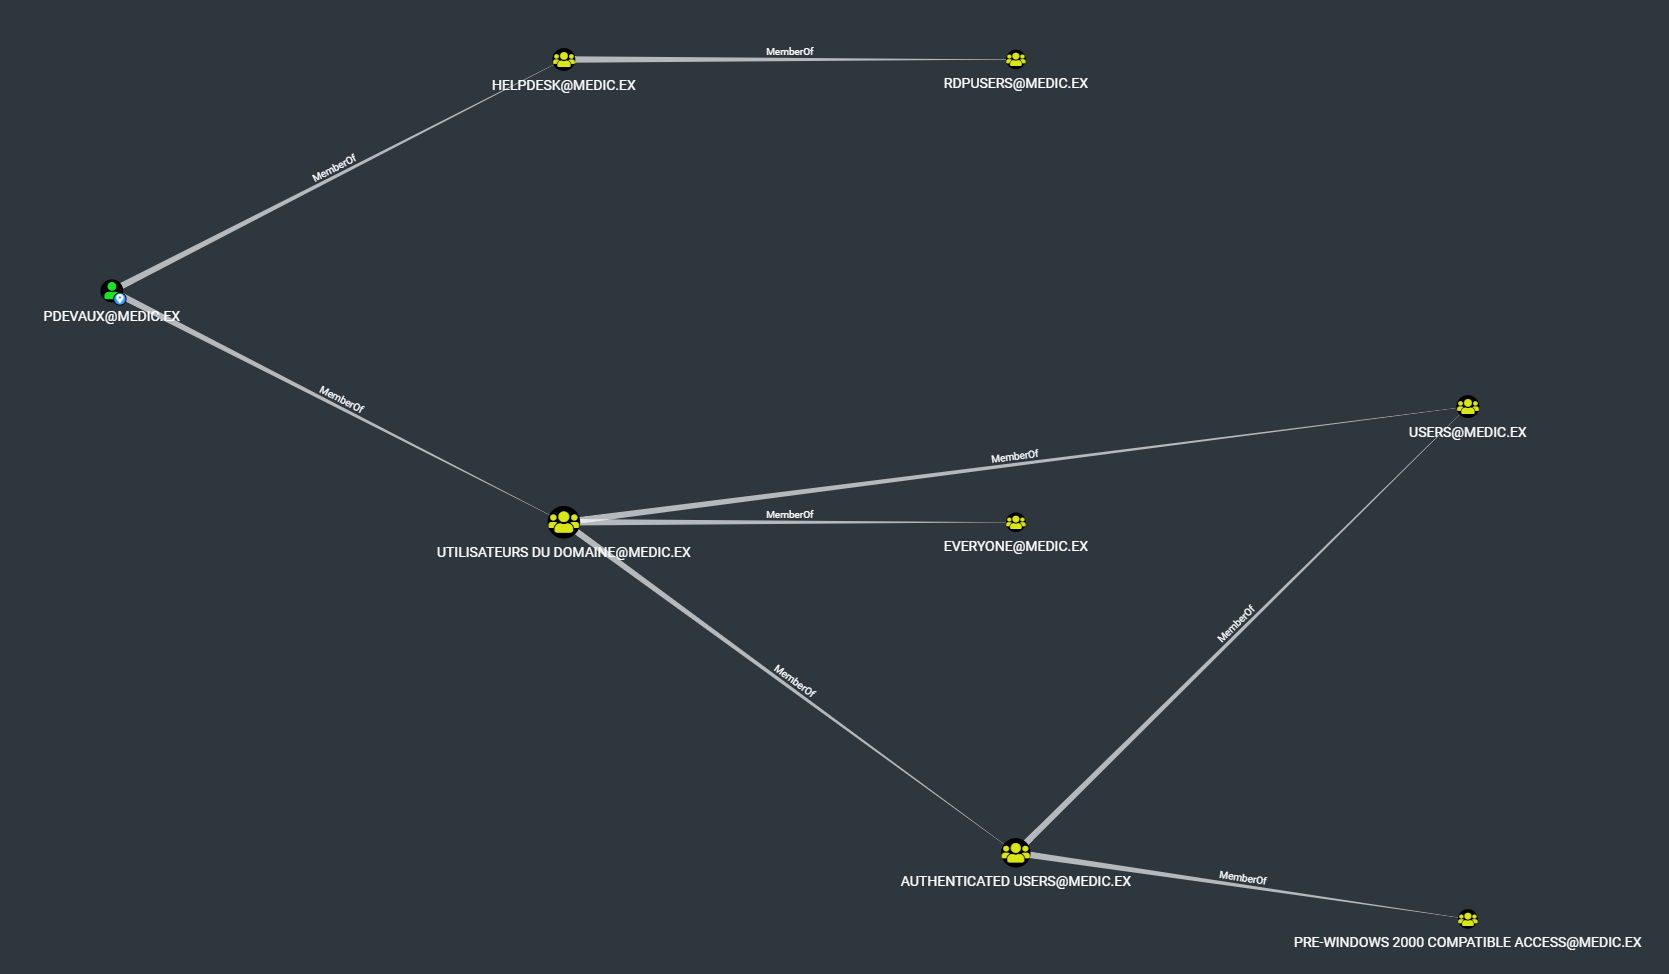 MemberOf
HELPDESK@MEDIC.EX
RDPUSERS@MEDIC.EX
MemberOf
PDEVAUX@MEDIC.EX
MemberOf
USERS@MEDIC.EX
MemberOf
MemberOf
UTILISATEURS DU DOMAINE@MEDIC.EX
EVERYONE@MEDIC.EX
MemberOf
MemberOf
AUTHENTICATED USERS@MEDIC.EX
MemberOf
PRE-WINDOWS 2000 COMPATIBLE ACCESS@MEDIC.EX